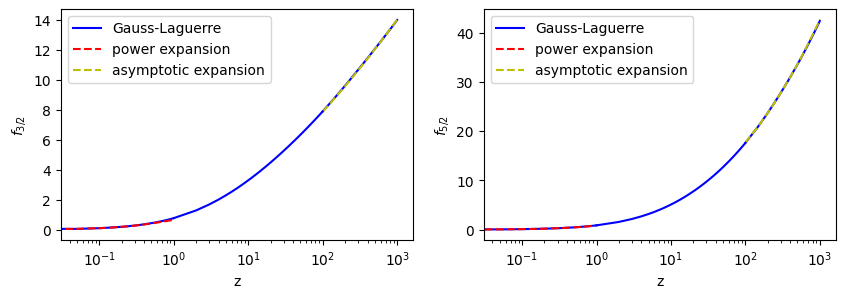 Gauss-Laguerre
power expansion
asymptotic expansion
f3/2
14
12
10
8
6
4
2
0
10⁻¹
10⁰
10¹
10²
10³
z
Gauss-Laguerre
power expansion
asymptotic expansion
f5/2
40
30
20
10
0
10⁻¹
10⁰
10¹
10²
10³
z